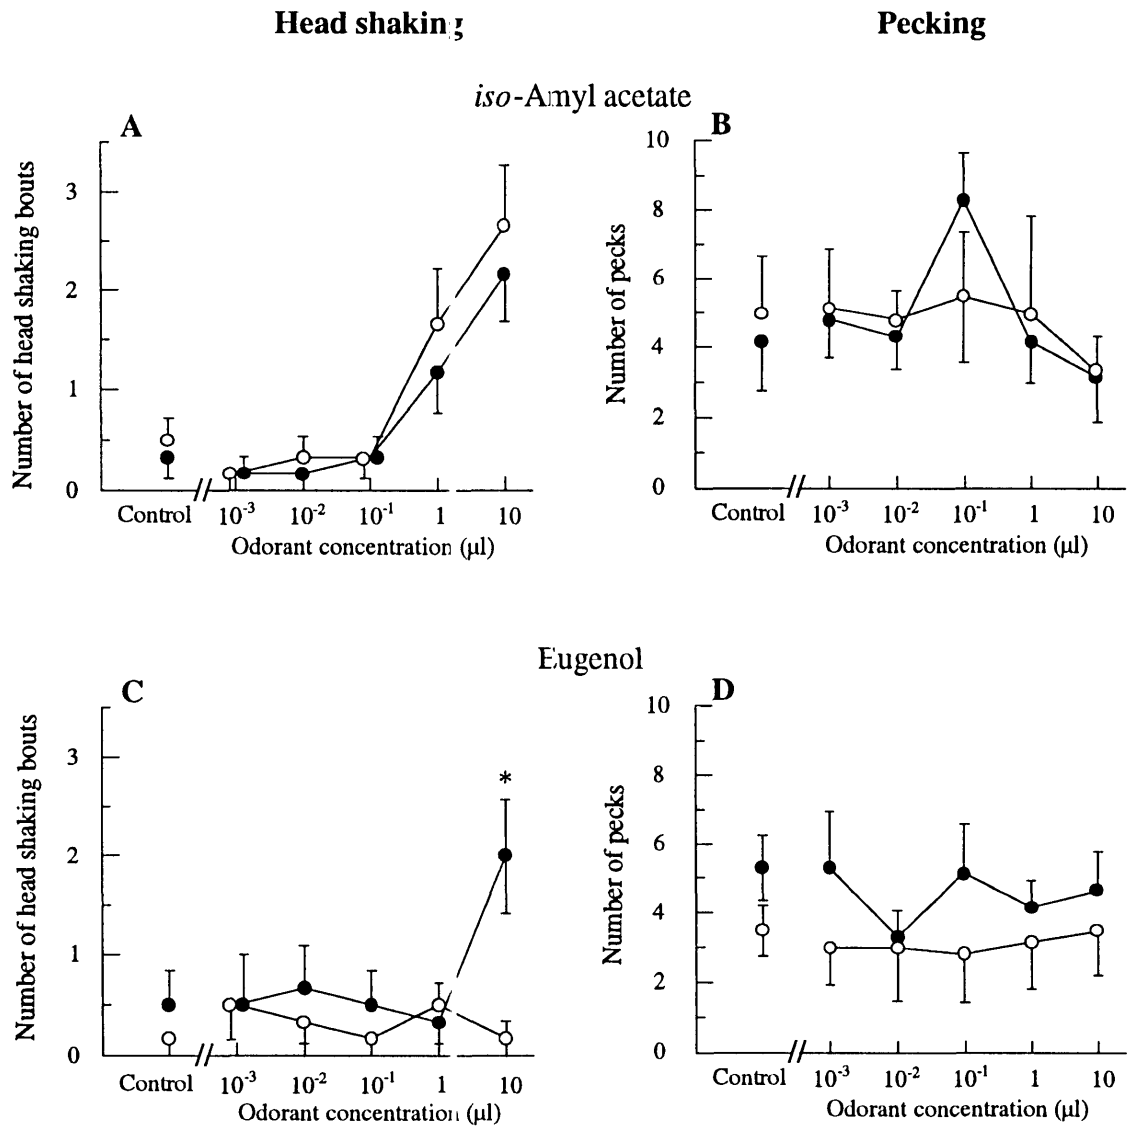 Head shaking
Pecking
iso-Amyl acetate
A
Number of head shaking bouts
3
2
1
0
Control
10⁻³
10⁻²
10⁻¹
1
10
Odorant concentration (µl)
B
Number of pecks
10
8
6
4
2
0
Control
10⁻³
10⁻²
10⁻¹
1
10
Odorant concentration (µl)
Eugenol
C
Number of head shaking bouts
3
2
1
0
*
Control
10⁻³
10⁻²
10⁻¹
1
10
Odorant concentration (µl)
D
Number of pecks
10
8
6
4
2
0
Control
10⁻³
10⁻²
10⁻¹
1
10
Odorant concentration (µl)